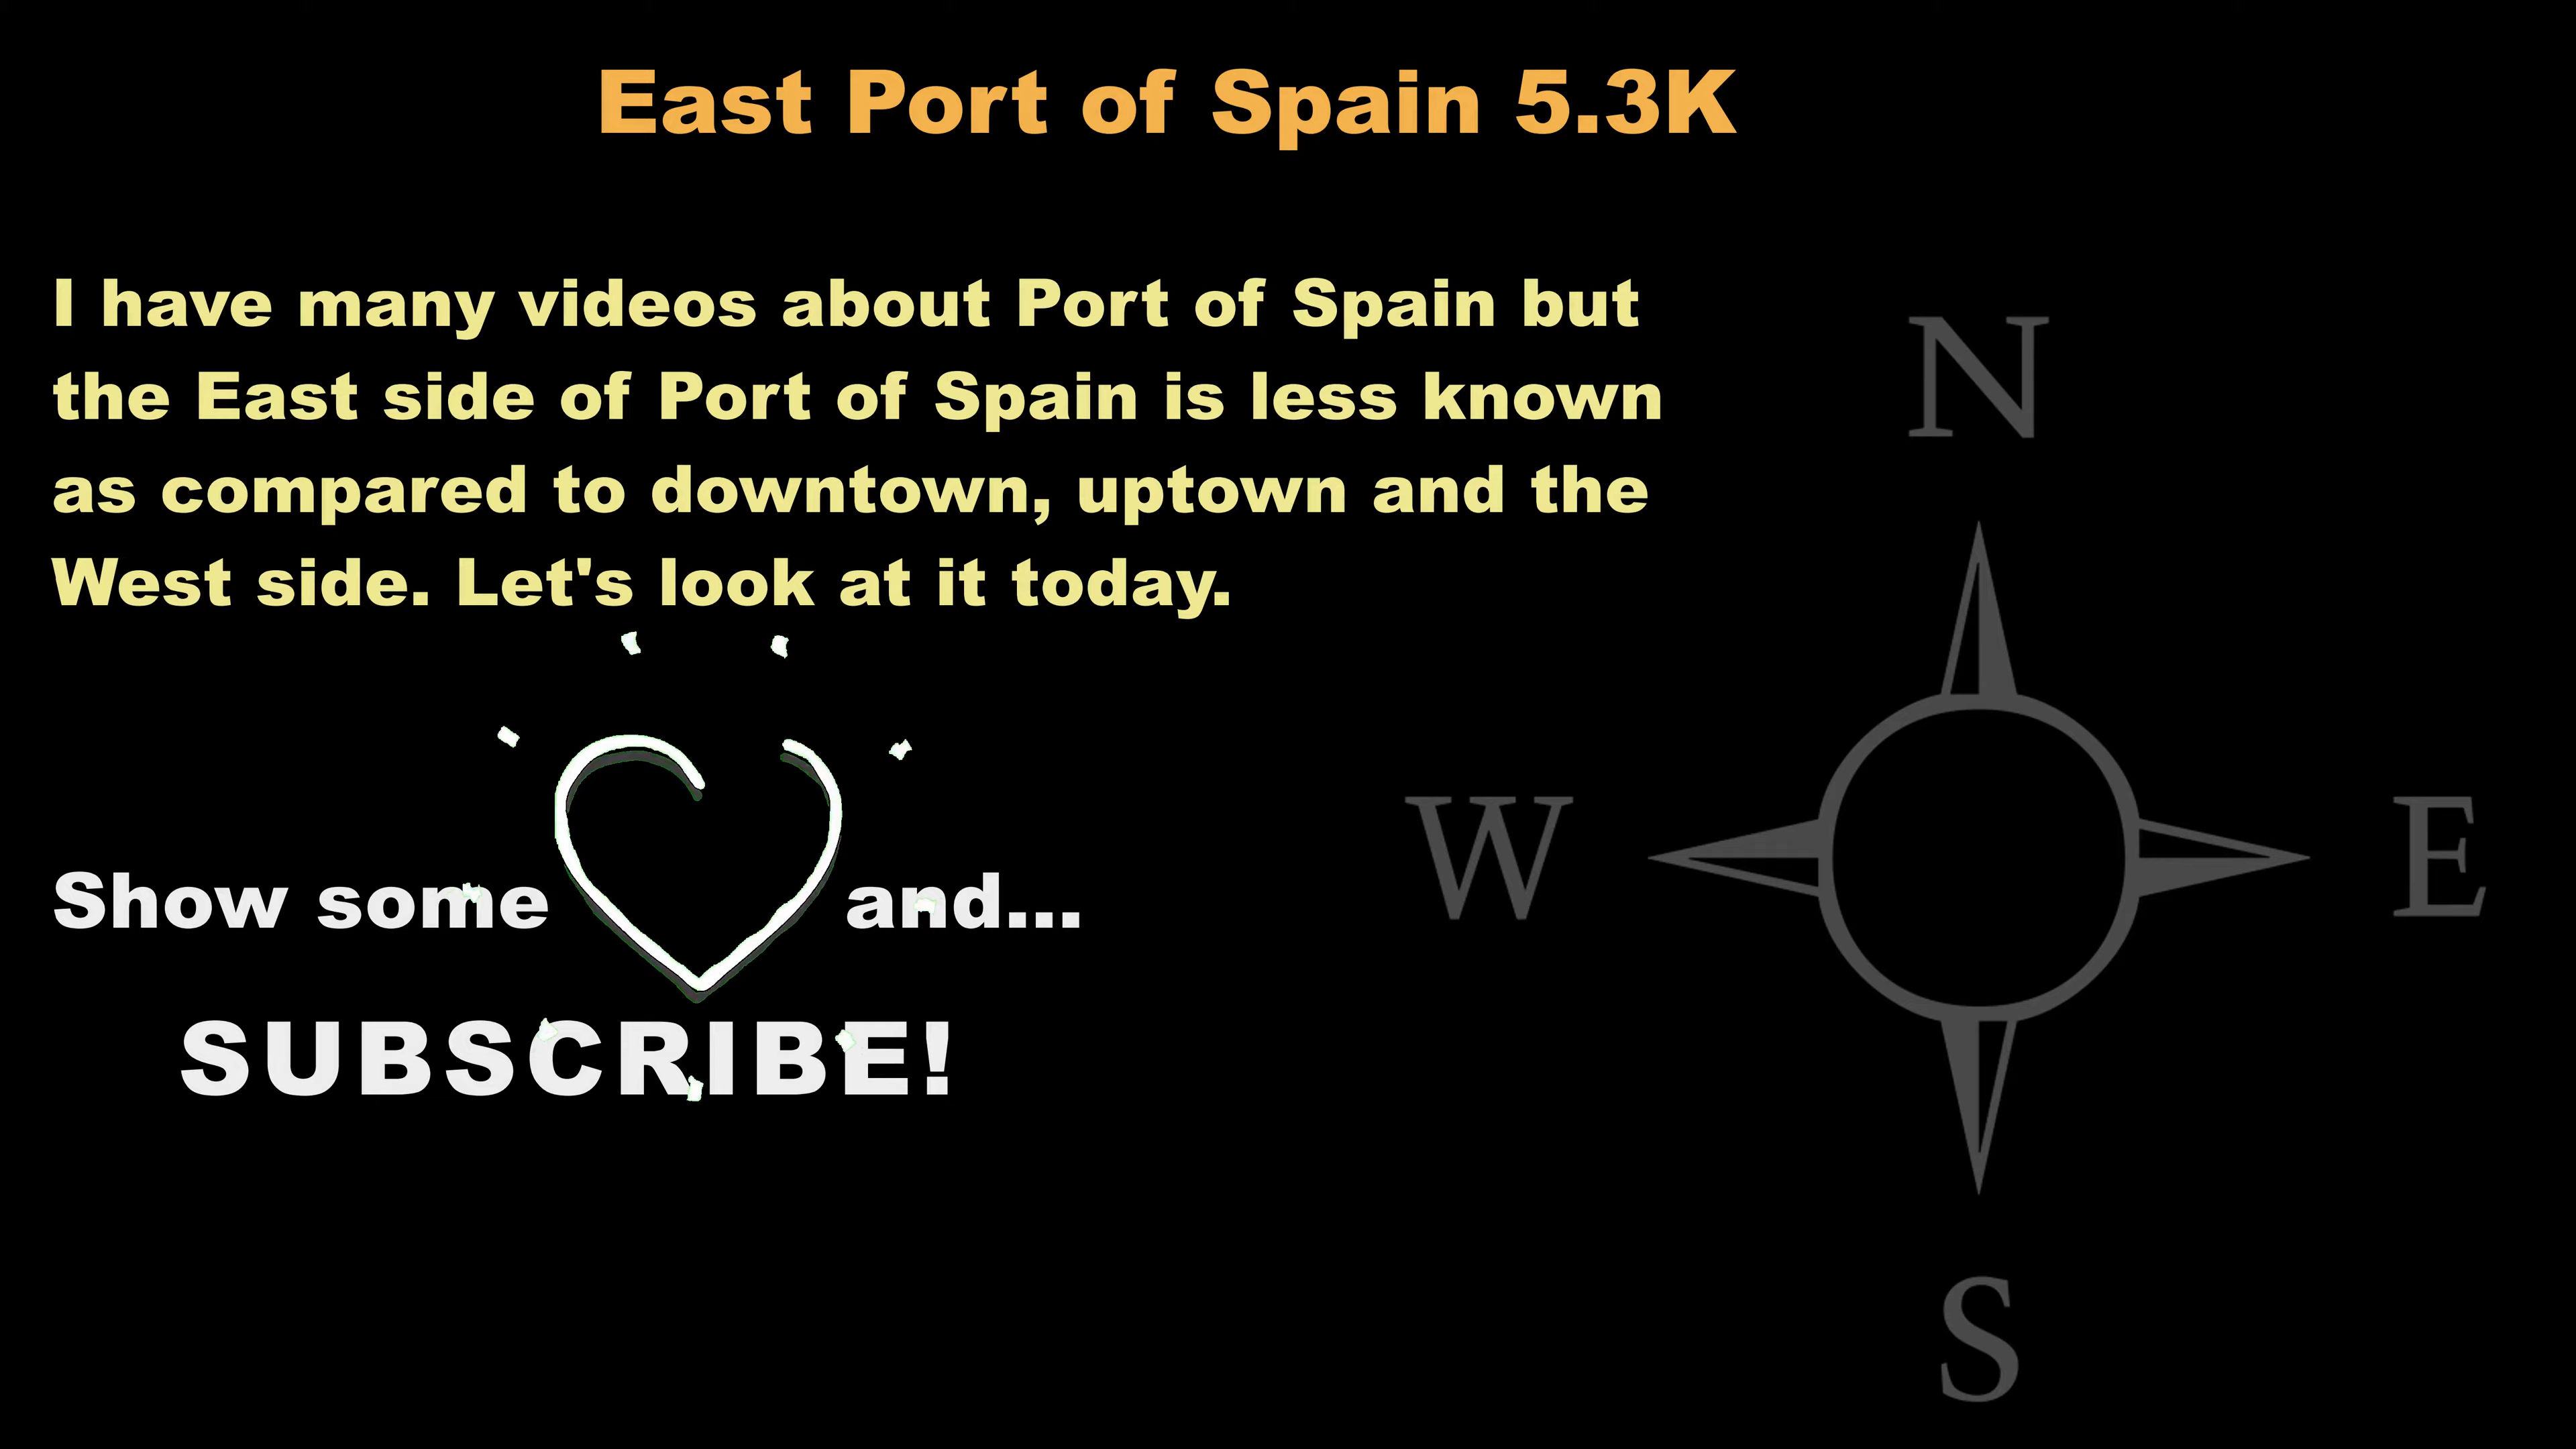 East Port of Spain 5.3K
I have many videos about Port of Spain but
the East side of Port of Spain is less known
as compared to downtown, uptown and the
West side. Let's look at it today.
Show some and...
SUBSCRIBE!
N
W
E
S